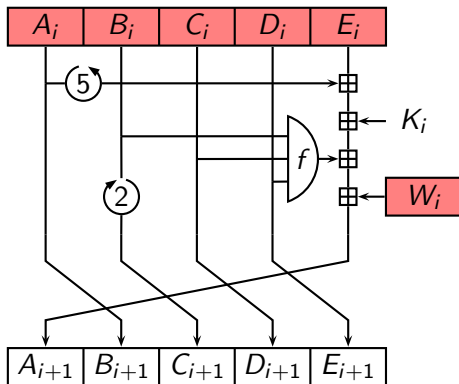 A_i B_i C_i D_i E_i
5
K_i
f
2
W_i
A_{i+1} B_{i+1} C_{i+1} D_{i+1} E_{i+1}